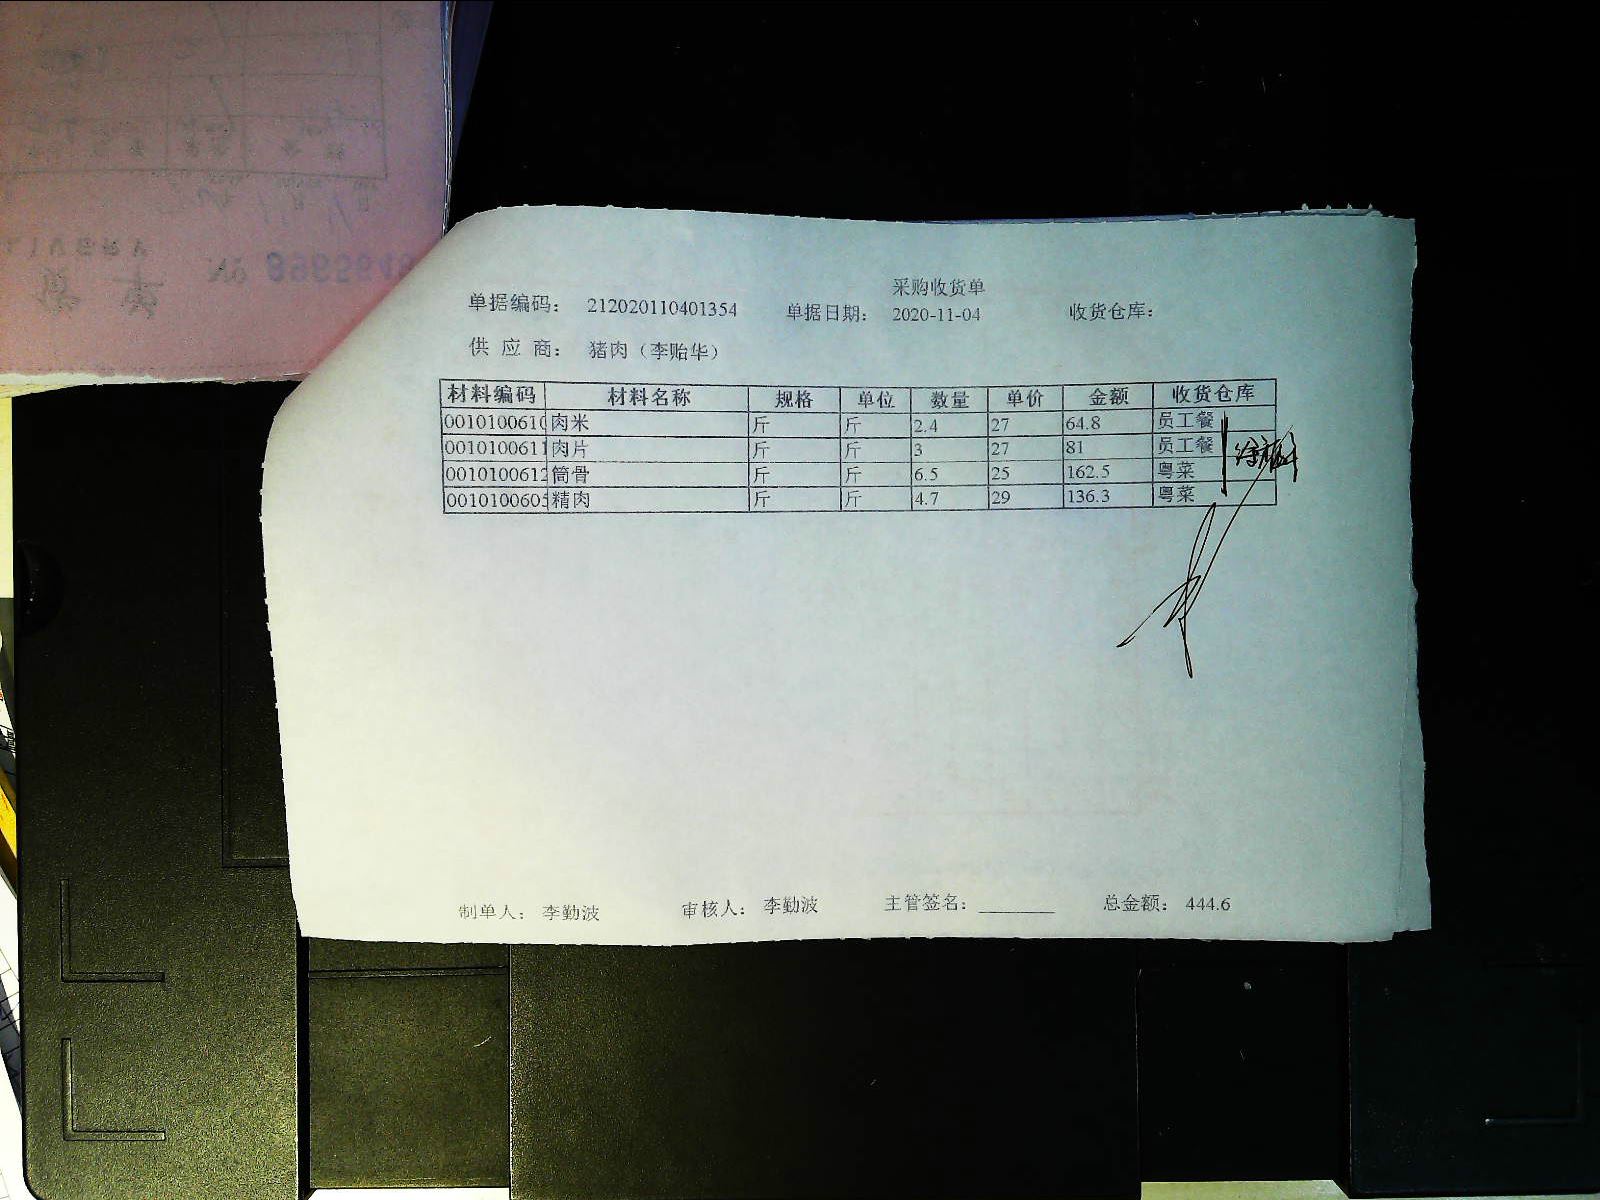 采购收货单
单据编码： 212020110401354 单据日期： 2020-11-04 收货仓库：
供 应 商： 猪肉（李贻华）
材料编码 材料名称 规格 单位 数量 单价 金额 收货仓库
0010100610 肉米 斤 斤 2.4 27 64.8 员工餐
0010100611 肉片 斤 斤 3 27 81 员工餐
0010100612 筒骨 斤 斤 6.5 25 162.5 粤菜
0010100605 精肉 斤 斤 4.7 29 136.3 粤菜
制单人： 李勤波 审核人： 李勤波 主管签名： ________ 总金额： 444.6
LIVERY
№